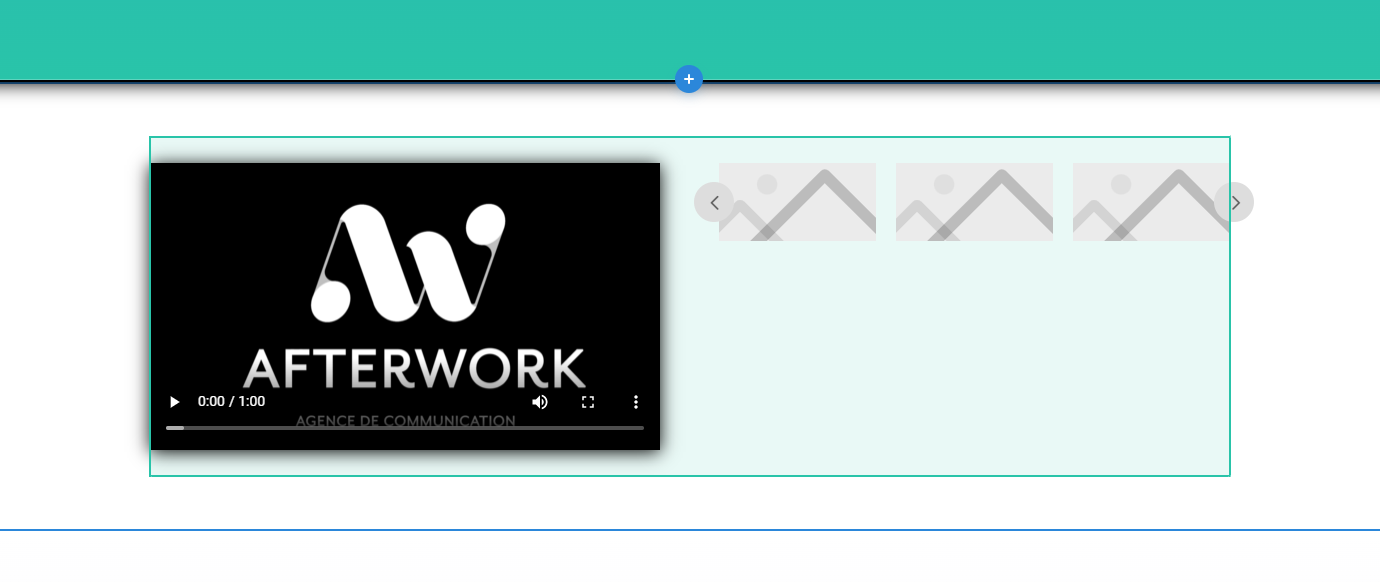 AFTERWORK
0:00 / 1:00
AGENCE DE COMMUNICATION